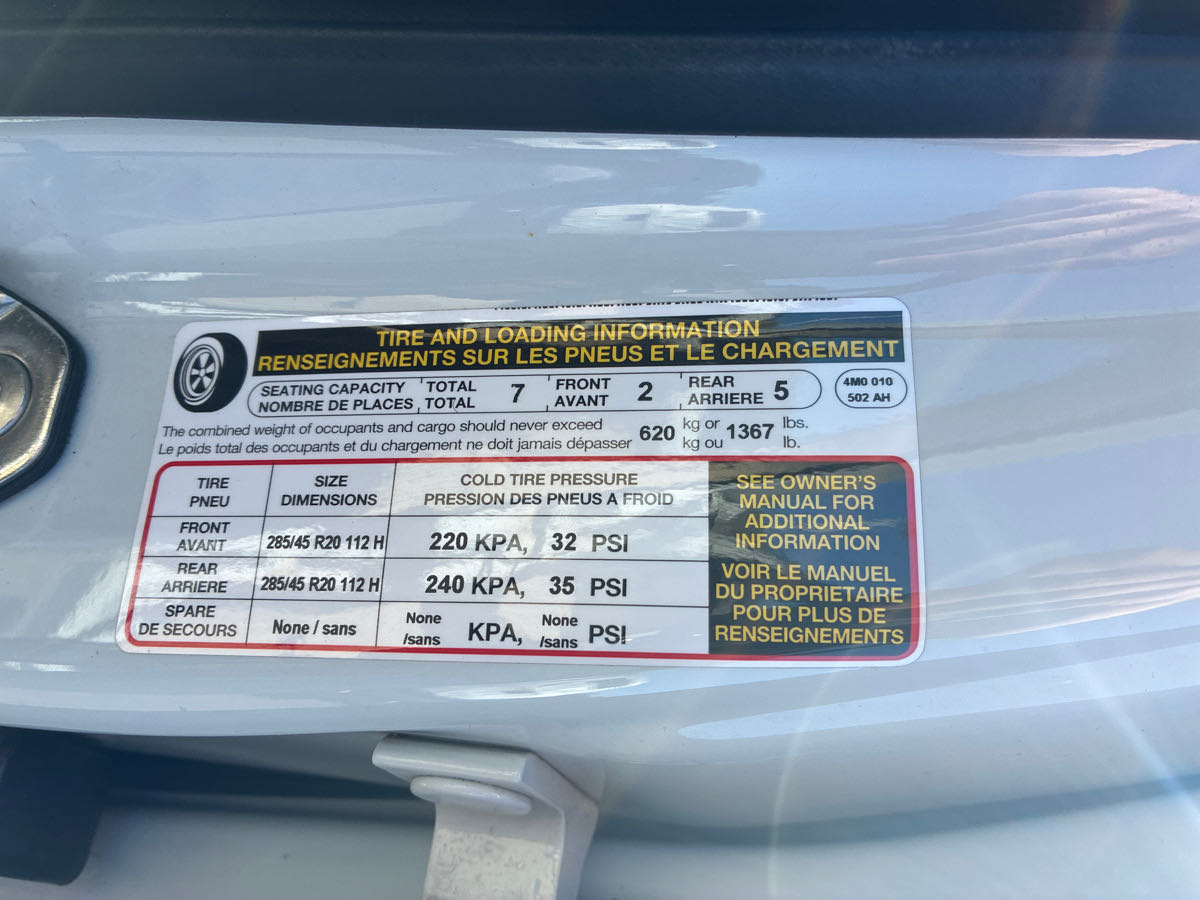 TIRE AND LOADING INFORMATION
RENSEIGNEMENTS SUR LES PNEUS ET LE CHARGEMENT
SEATING CAPACITY TOTAL 7 FRONT 2 REAR 5
NOMBRE DE PLACES TOTAL AVANT ARRIERE
4M0 010
502 AH
The combined weight of occupants and cargo should never exceed 620 kg or 1367 lbs.
Le poids total des occupants et du chargement ne doit jamais dépasser kg ou lb.
TIRE SIZE COLD TIRE PRESSURE
PNEU DIMENSIONS PRESSION DES PNEUS A FROID
FRONT
AVANT 285/45 R20 112 H 220 KPA, 32 PSI
REAR
ARRIERE 285/45 R20 112 H 240 KPA, 35 PSI
SPARE
DE SECOURS None / sans None /sans KPA, None /sans PSI
SEE OWNER'S
MANUAL FOR
ADDITIONAL
INFORMATION
VOIR LE MANUEL
DU PROPRIETAIRE
POUR PLUS DE
RENSEIGNEMENTS